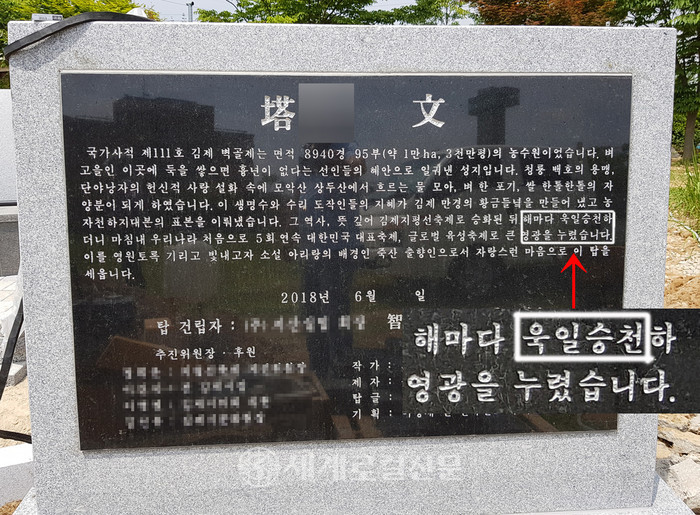 塔 文
국가사적 제111호 김제 벽골제는 면적 8940경 95부(약 1만ha, 3천만평)의 농수원이었습니다. 벼
고을인 이곳에 둑을 쌓으면 흉년이 없다는 선인들의 혜안으로 일궈낸 성지입니다. 청룡 백호의 용맹,
단야낭자의 헌신적 사랑 설화 속에 모악산 상두산에서 흐르는 물 모아, 벼 한 포기, 쌀 한톨한톨의 자
양분이 되게 하였습니다. 이 생명수와 수리 도작인들의 지혜가 김제 만경의 황금들녘을 만들어 냈고 농
자천하지대본의 표본을 이뤄냈습니다. 그 역사, 뜻 깊어 김제지평선축제로 승화된 뒤 해마다 욱일승천하
더니 마침내 우리나라 처음으로 5회 연속 대한민국 대표축제, 글로벌 육성축제로 큰 영광을 누렸습니다.
이를 영원토록 기리고 빛내고자 소설 아리랑의 배경인 죽산 출향인으로서 자랑스런 마음으로 이 탑을
세웁니다.
2018년 6월 일
탑 건립자 : 智
추진위원장 · 후원
작 가 :
제 자 :
탑 글 :
기 획 :
해마다 욱일승천하
영광을 누렸습니다.
세계로컬신문